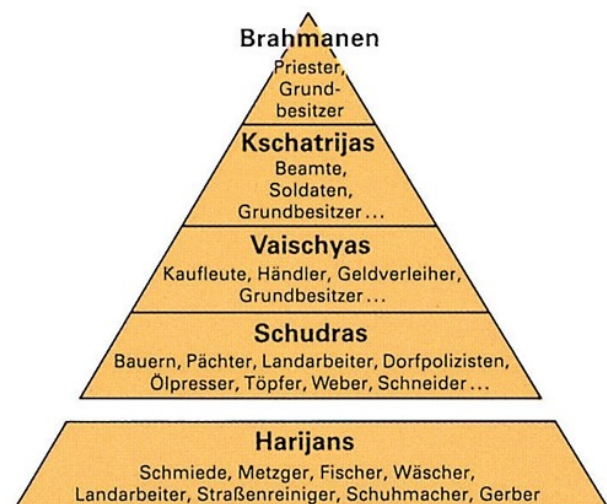 Brahmanen
Priester,
Grund-
besitzer
Kschatrijas
Beamte,
Soldaten,
Grundbesitzer ...
Vaischyas
Kaufleute, Händler, Geldverleiher,
Grundbesitzer ...
Schudras
Bauern, Pächter, Landarbeiter, Dorfpolizisten,
Ölpresser, Töpfer, Weber, Schneider ...
Harijans
Schmiede, Metzger, Fischer, Wäscher,
Landarbeiter, Straßenreiniger, Schuhmacher, Gerber